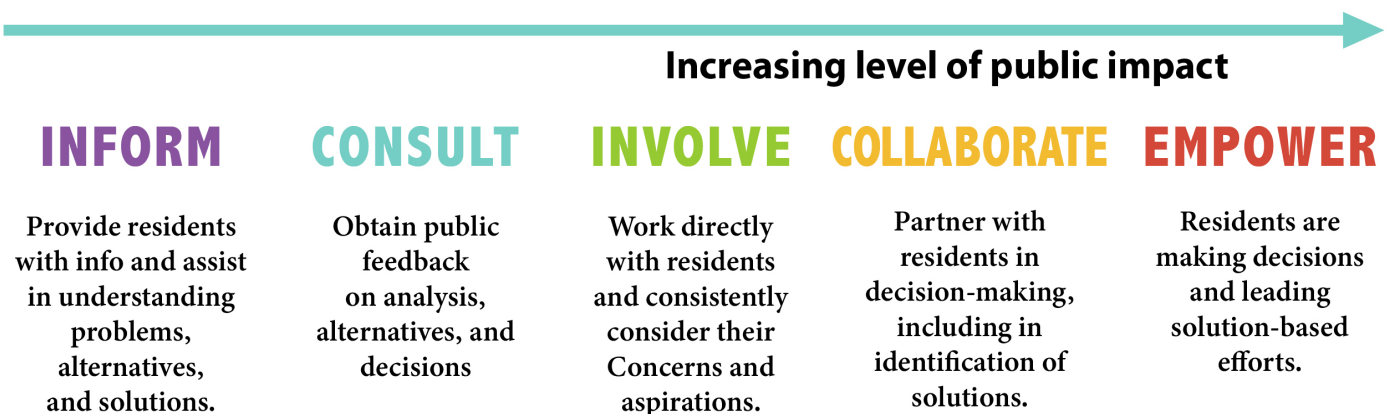 Increasing level of public impact
INFORM
Provide residents
with info and assist
in understanding
problems,
alternatives,
and solutions.
CONSULT
Obtain public
feedback
on analysis,
alternatives, and
decisions
INVOLVE
Work directly
with residents
and consistently
consider their
Concerns and
aspirations.
COLLABORATE
Partner with
residents in
decision-making,
including in
identification of
solutions.
EMPOWER
Residents are
making decisions
and leading
solution-based
efforts.